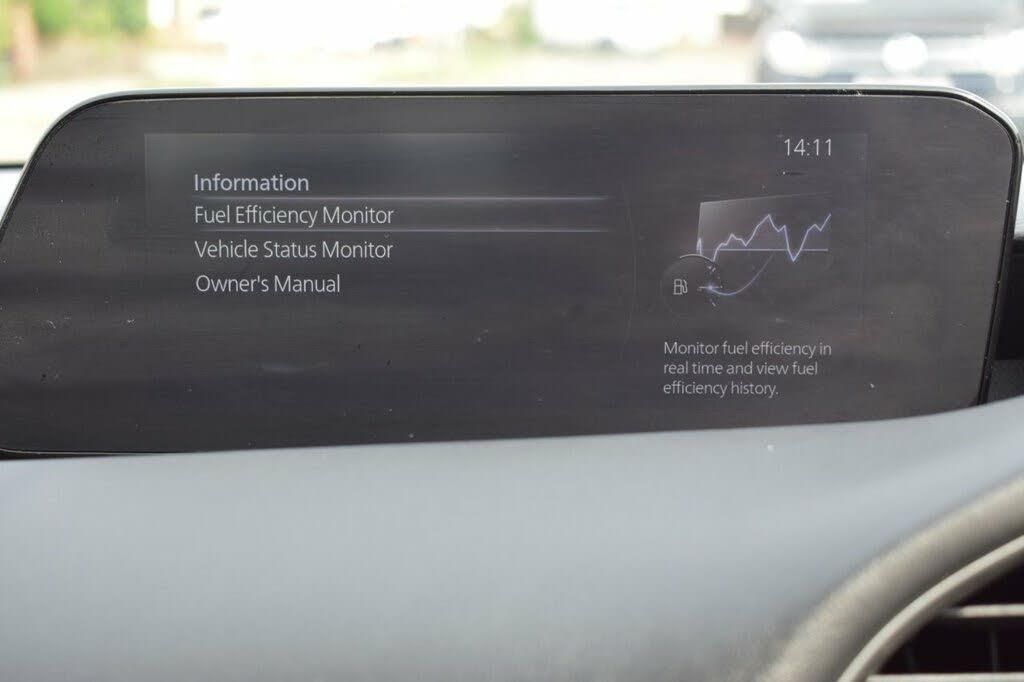 14:11
Information
Fuel Efficiency Monitor
Vehicle Status Monitor
Owner's Manual
Monitor fuel efficiency in
real time and view fuel
efficiency history.